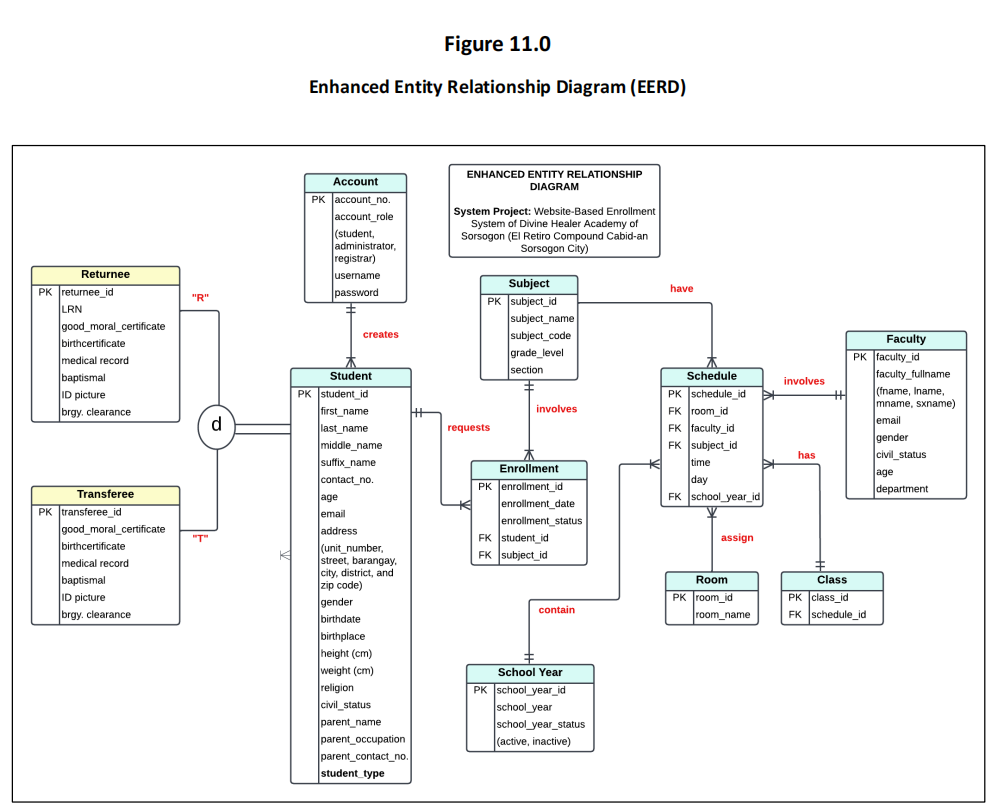 Figure 11.0
Enhanced Entity Relationship Diagram (EERD)
ENHANCED ENTITY RELATIONSHIP
DIAGRAM
System Project: Website-Based Enrollment
System of Divine Healer Academy of
Sorsogon (El Retiro Compound Cabid-an
Sorsogon City)
Account
PK account_no.
account_role
(student,
administrator,
registrar)
username
password
creates
Returnee
PK returnee_id
LRN
good_moral_certificate
birthcertificate
medical record
baptismal
ID picture
brgy. clearance
"R"
d
Transferee
PK transferee_id
good_moral_certificate
birthcertificate
medical record
baptismal
ID picture
brgy. clearance
"T"
Student
PK student_id
first_name
last_name
middle_name
suffix_name
contact_no.
age
email
address
(unit_number,
street, barangay,
city, district, and
zip code)
gender
birthdate
birthplace
height (cm)
weight (cm)
religion
civil_status
parent_name
parent_occupation
parent_contact_no.
student_type
requests
Subject
PK subject_id
subject_name
subject_code
grade_level
section
have
involves
Enrollment
PK enrollment_id
enrollment_date
enrollment_status
FK student_id
FK subject_id
Schedule
PK schedule_id
FK room_id
FK faculty_id
FK subject_id
time
day
FK school_year_id
involves
has
assign
contain
Faculty
PK faculty_id
faculty_fullname
(fname, lname,
mname, sxname)
email
gender
civil_status
age
department
Room
PK room_id
room_name
Class
PK class_id
FK schedule_id
School Year
PK school_year_id
school_year
school_year_status
(active, inactive)